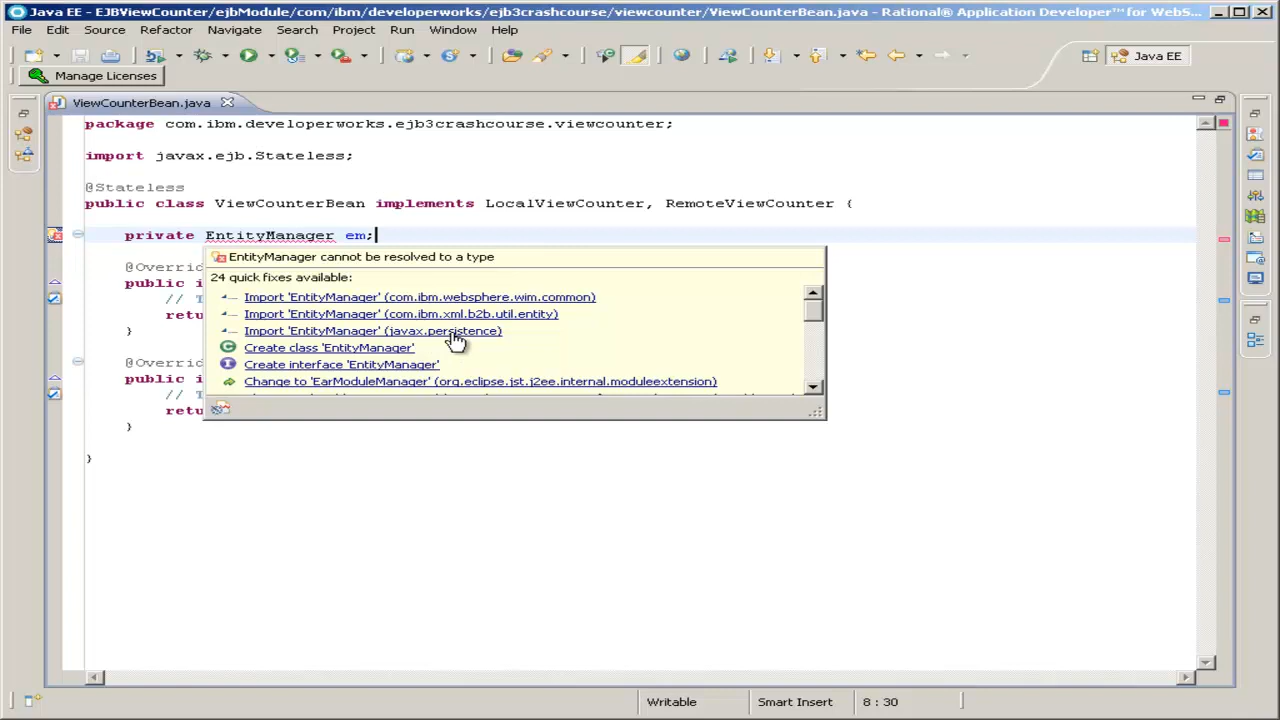 Java EE - EJBViewCounter/ejbModule/com/ibm/developerworks/ejb3crashcourse/viewcounter/ViewCounterBean.java - Rational® Application Developer™ for WebS...
File Edit Source Refactor Navigate Search Project Run Window Help
Java EE
Manage Licenses
ViewCounterBean.java
package com.ibm.developerworks.ejb3crashcourse.viewcounter;
import javax.ejb.Stateless;
@Stateless
public class ViewCounterBean implements LocalViewCounter, RemoteViewCounter {
private EntityManager em;
EntityManager cannot be resolved to a type
@Overrid
24 quick fixes available:
public i
Import 'EntityManager' (com.ibm.websphere.wim.common)
// T
Import 'EntityManager' (com.ibm.xml.b2b.util.entity)
retu
Import 'EntityManager' (javax.persistence)
}
Create class 'EntityManager'
@Overrid
Create interface 'EntityManager'
public i
Change to 'EarModuleManager' (org.eclipse.jst.j2ee.internal.moduleextension)
// T
retu
}
}
Writable Smart Insert 8 : 30